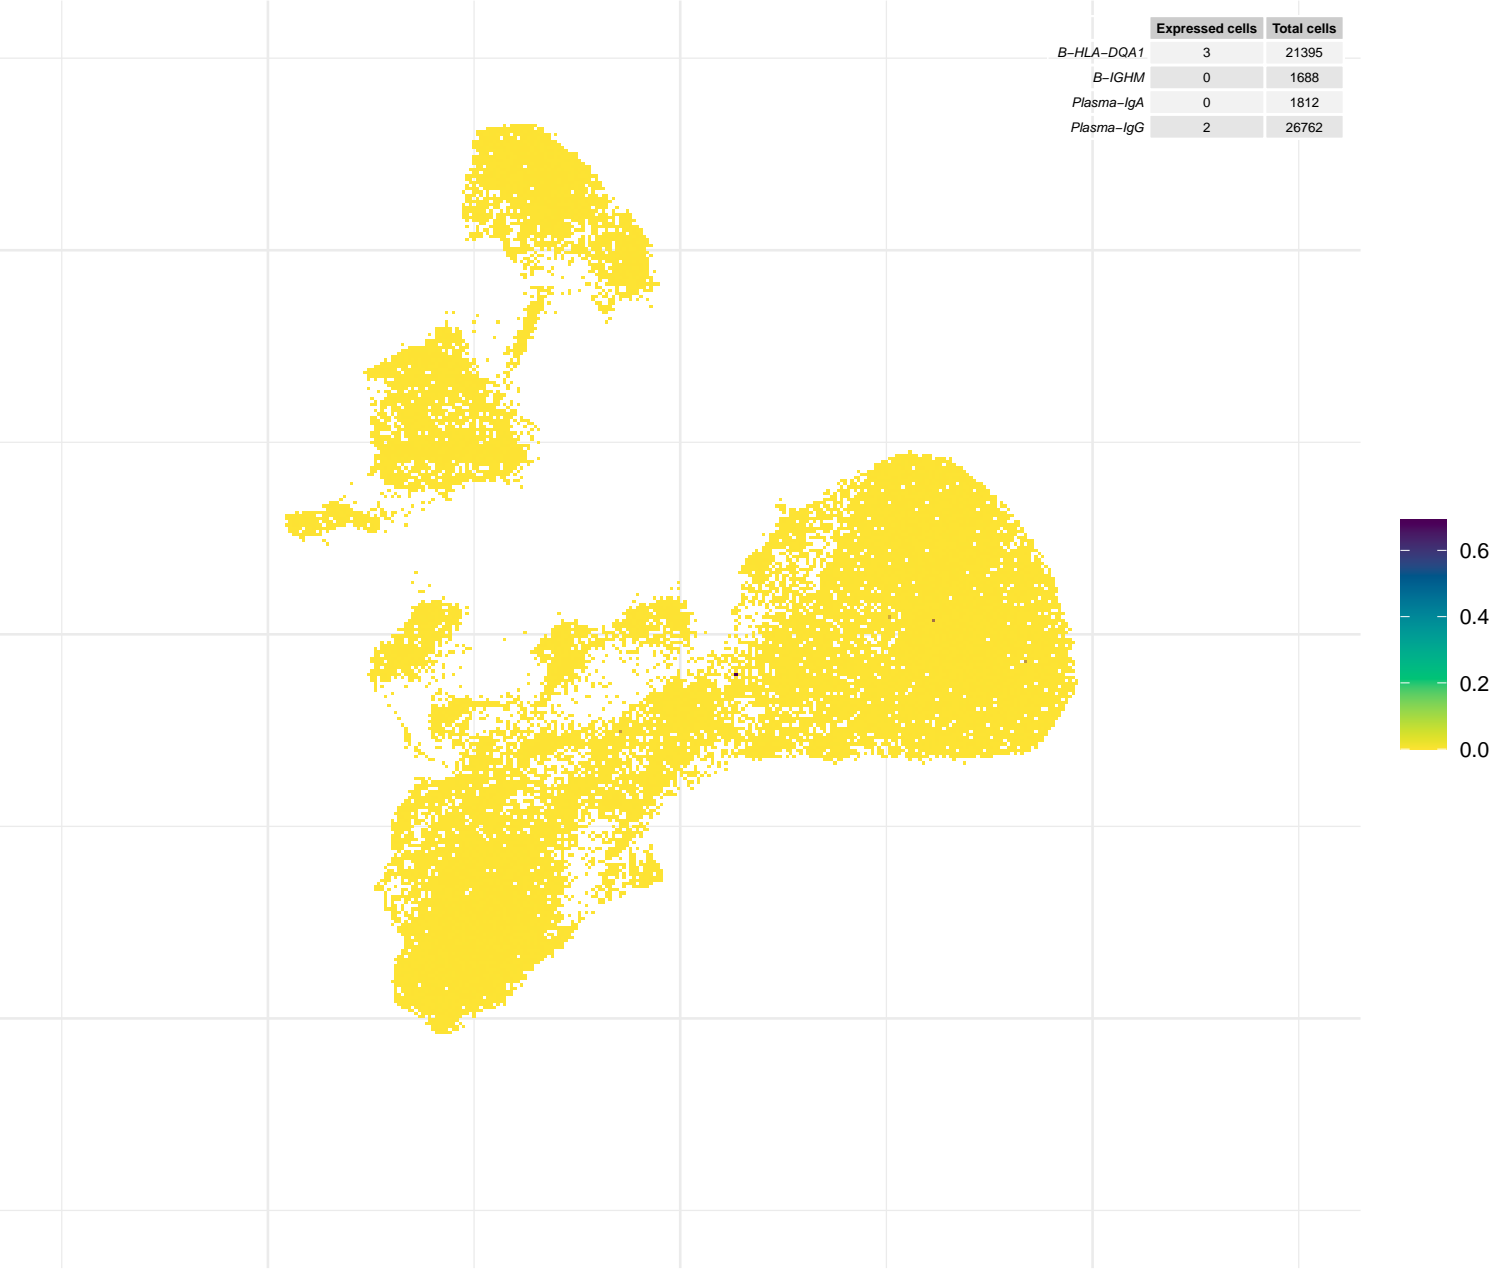 Expressed cells Total cells
B−HLA−DQA1 3 21395
B−IGHM 0 1688
Plasma−IgA 0 1812
Plasma−IgG 2 26762
0.6
0.4
0.2
0.0